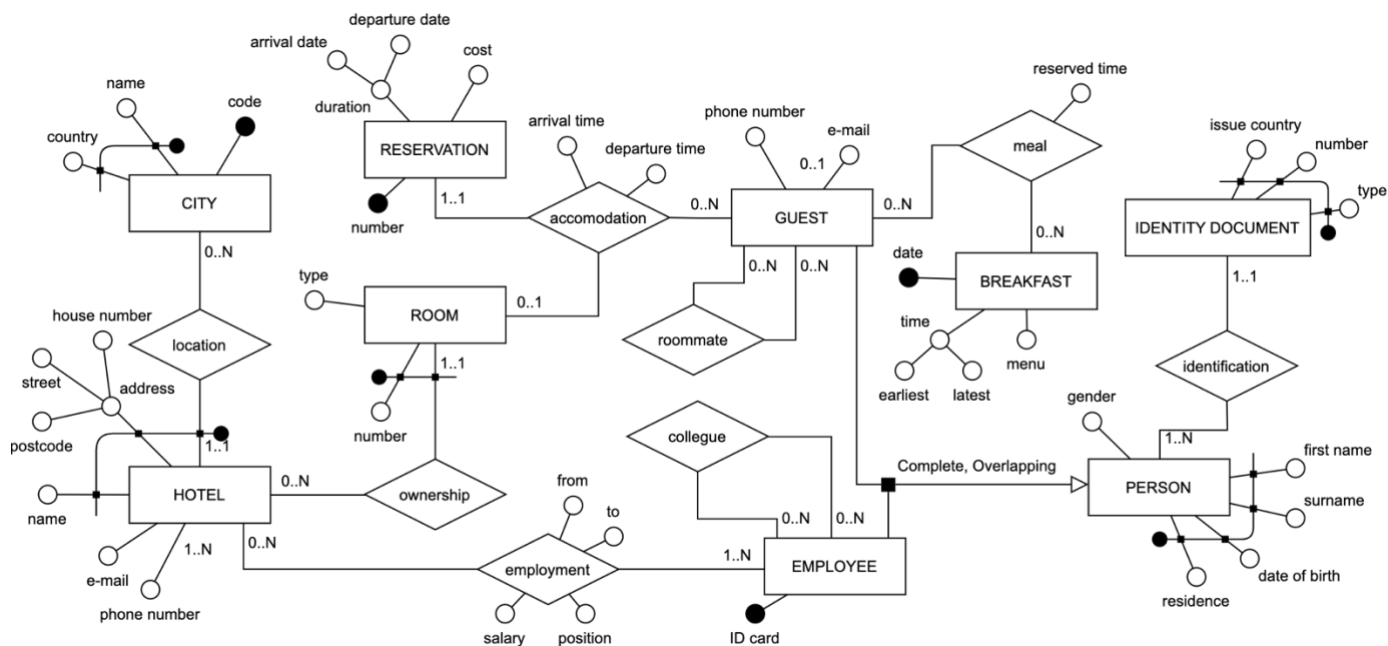 departure date
arrival date
cost
duration
RESERVATION
1..1
number
name
code
country
CITY
0..N
location
house number
street
address
postcode
1..1
HOTEL
name
e-mail
1..N
phone number
0..N
0..N
type
ROOM
0..1
1..1
number
ownership
arrival time
departure time
accomodation
0..N
phone number
e-mail
0..1
GUEST
0..N
0..N
0..N
roommate
reserved time
meal
0..N
date
BREAKFAST
time
earliest
latest
menu
issue country
number
type
IDENTITY DOCUMENT
1..1
identification
1..N
gender
first name
surname
PERSON
date of birth
residence
Complete, Overlapping
collegue
0..N
0..N
EMPLOYEE
1..N
ID card
from
to
employment
salary
position